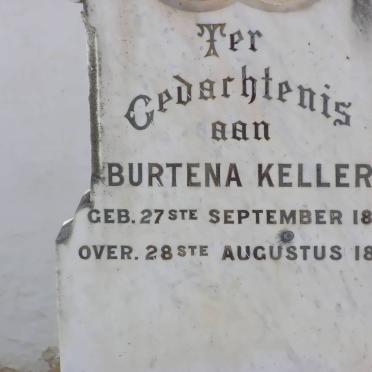 Ter
Gedachtenis
aan
BURTENA KELLER
GEB. 27STE SEPTEMBER 18
OVER. 28STE AUGUSTUS 18